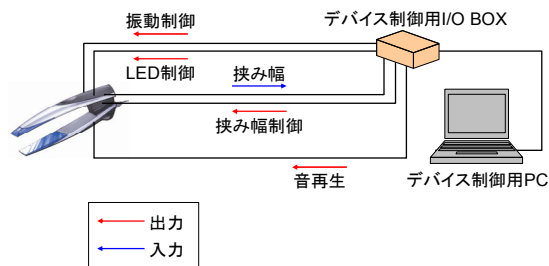 振動制御
デバイス制御用I/O BOX
LED制御
挟み幅
挟み幅制御
音再生
デバイス制御用PC
出力
入力